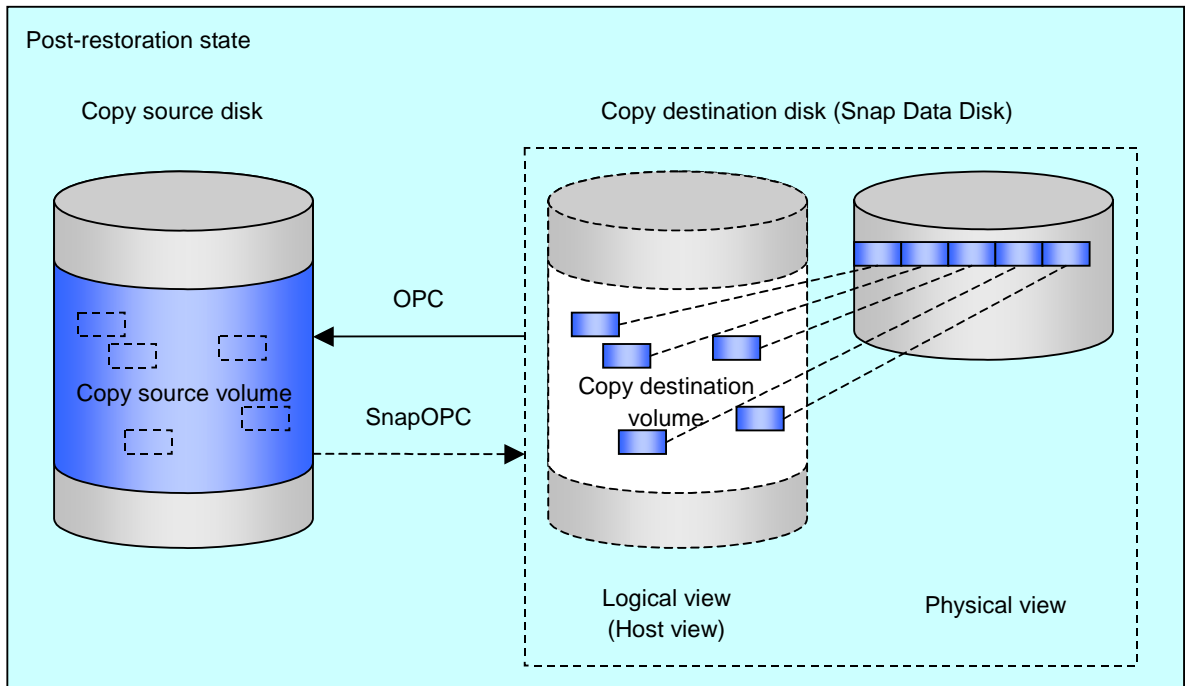 Post-restoration state
Copy source disk
Copy destination disk (Snap Data Disk)
OPC
Copy source volume
SnapOPC
Copy destination
volume
Logical view
(Host view)
Physical view